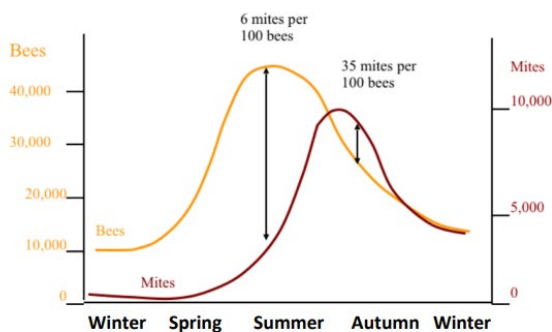 6 mites per
100 bees
Bees
35 mites per
100 bees
Mites
40,000
10,000
30,000
20,000
5,000
Bees
10,000
Mites
0
0
Winter Spring Summer Autumn Winter